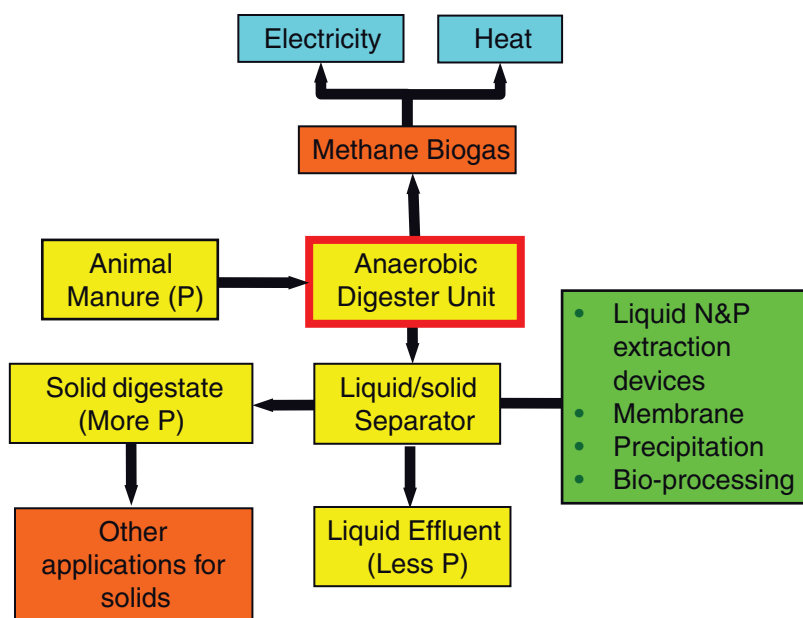 Electricity
Heat
Methane Biogas
Animal
Manure (P)
Anaerobic
Digester Unit
• Liquid N&P
extraction
devices
• Membrane
• Precipitation
• Bio-processing
Solid digestate
(More P)
Liquid/solid
Separator
Other
applications for
solids
Liquid Effluent
(Less P)